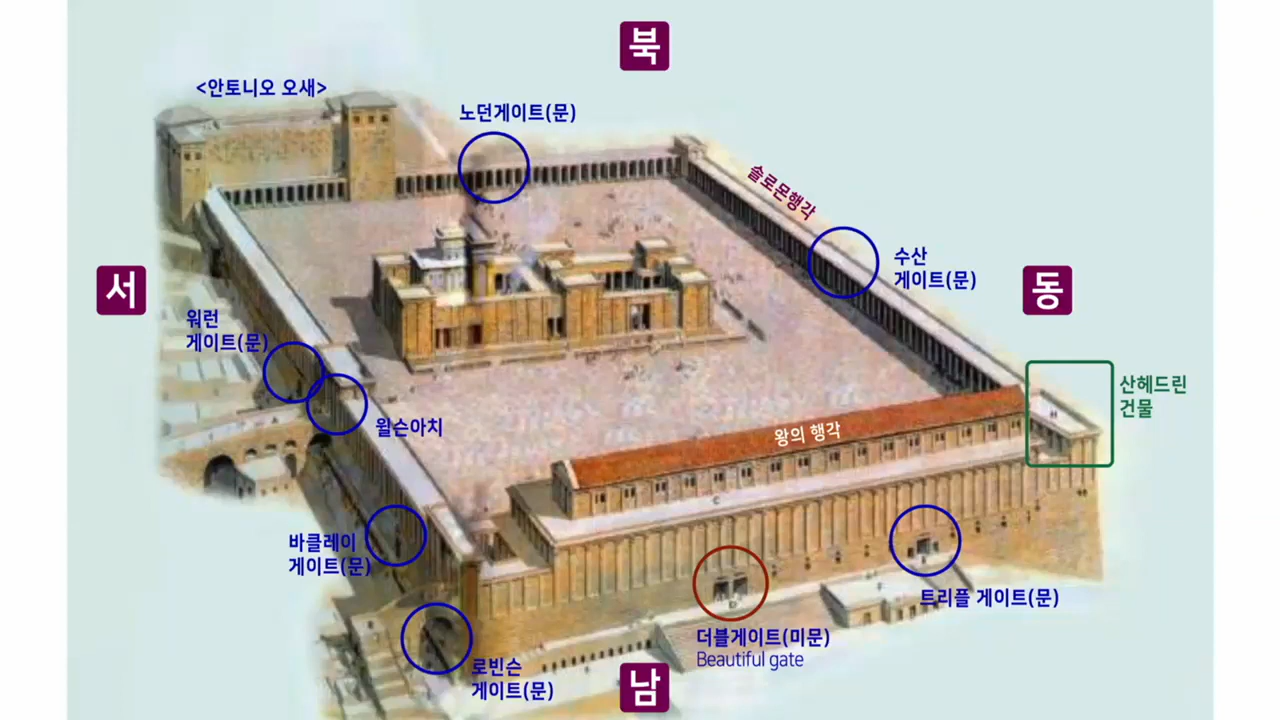 북
<안토니오 오새>
노던게이트(문)
솔로몬행각
수산
게이트(문)
서
동
워런
게이트(문)
윌슨아치
산헤드린
건물
왕의 행각
바클레이
게이트(문)
트리플 게이트(문)
더블게이트(미문)
Beautiful gate
로빈슨
게이트(문)
남